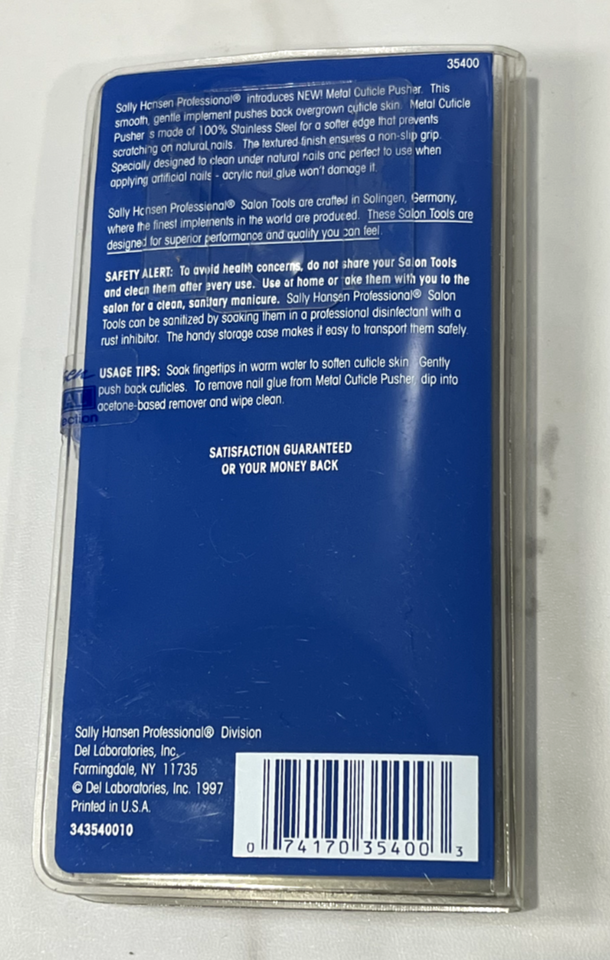 35400
Sally Hansen Professional® introduces NEW! Metal Cuticle Pusher. This
smooth, gentle implement pushes back overgrown cuticle skin. Metal Cuticle
Pusher is made of 100% Stainless Steel for a softer edge that prevents
scratching on natural nails. The textured finish ensures a non-slip grip.
Specially designed to clean under natural nails and perfect to use when
applying artificial nails - acrylic nail glue won't damage it.
Sally Hansen Professional® Salon Tools are crafted in Solingen, Germany,
where the finest implements in the world are produced. These Salon Tools are
designed for superior performance and quality you can feel.
SAFETY ALERT: To avoid health concerns, do not share your Salon Tools
and clean them after every use. Use at home or take them with you to the
salon for a clean, sanitary manicure. Sally Hansen Professional® Salon
Tools can be sanitized by soaking them in a professional disinfectant with a
rust inhibitor. The handy storage case makes it easy to transport them safely.
USAGE TIPS: Soak fingertips in warm water to soften cuticle skin. Gently
push back cuticles. To remove nail glue from Metal Cuticle Pusher, dip into
acetone-based remover and wipe clean.
SATISFACTION GUARANTEED
OR YOUR MONEY BACK
Sally Hansen Professional® Division
Del Laboratories, Inc.
Farmingdale, NY 11735
© Del Laboratories, Inc. 1997
Printed in U.S.A.
343540010
0 74170 35400 3